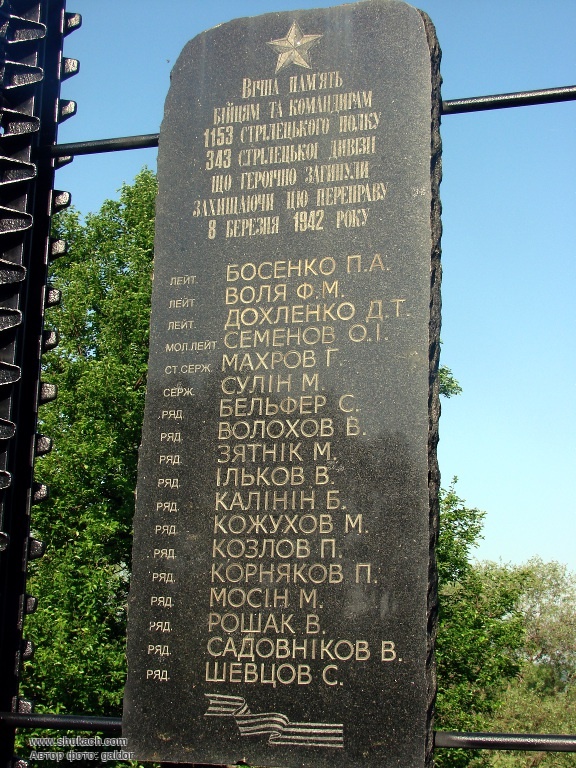 Вічна пам'ять
війцям та командирам
1153 стрілецького полку
343 стрілецької дивізії
що героїчно загинули
захищаючи цю переправу
8 березня 1942 року
ЛЕЙТ. БОСЕНКО П.А.
ЛЕЙТ. ВОЛЯ Ф.М.
ЛЕЙТ. ДОХЛЕНКО Д.Т.
МОЛ.ЛЕЙТ. СЕМЕНОВ О.І.
СТ.СЕРЖ. МАХРОВ Г.
СЕРЖ. СУЛІН М.
РЯД. БЕЛЬФЕР С.
РЯД. ВОЛОХОВ В.
РЯД. ЗЯТНІК М.
РЯД. ІЛЬКОВ В.
РЯД. КАЛІНІН Б.
РЯД. КОЖУХОВ М.
РЯД. КОЗЛОВ П.
РЯД. КОРНЯКОВ П.
РЯД. МОСІН М.
РЯД. РОШАК В.
РЯД. САДОВНІКОВ В.
РЯД. ШЕВЦОВ С.
www.shukach.com
Автор фото: galdor